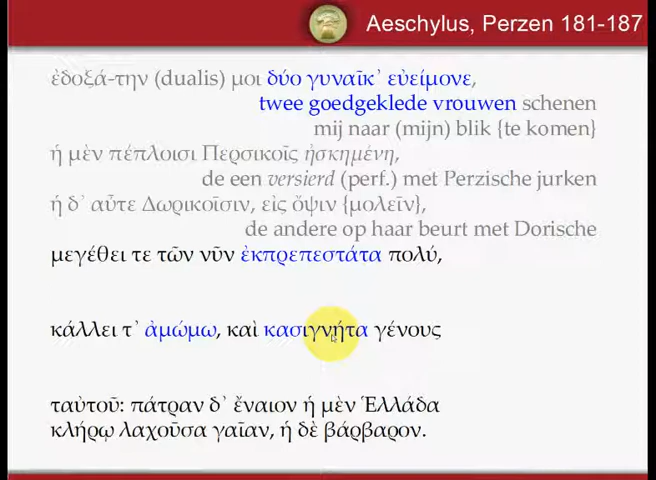 Aeschylus, Perzen 181-187
ἐδοξά-την (dualis) μοι δύο γυναῖκ' εὐείμονε,
twee goedgeklede vrouwen schenen
mij naar (mijn) blik {te komen}
ἡ μὲν πέπλοισι Περσικοῖς ἠσκημένη,
de een versierd (perf.) met Perzische jurken
ἡ δ' αὖτε Δωρικοῖσιν, εἰς ὄψιν {μολεῖν},
de andere op haar beurt met Dorische
μεγέθει τε τῶν νῦν ἐκπρεπεστάτα πολύ,
κάλλει τ' ἀμώμω, καὶ κασιγνήτα γένους
ταὐτοῦ: πάτραν δ' ἔναιον ἡ μὲν Ἑλλάδα
κλήρῳ λαχοῦσα γαῖαν, ἡ δὲ βάρβαρον.